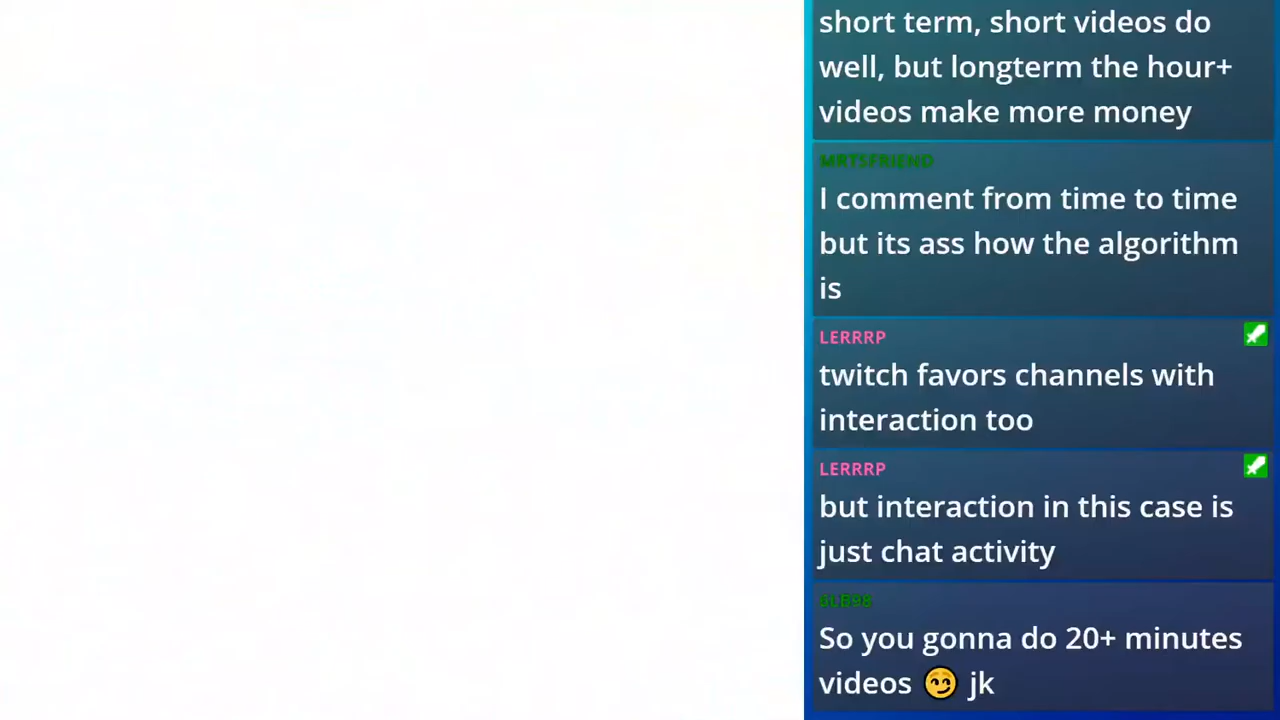 short term, short videos do
well, but longterm the hour+
videos make more money
MRTSFRIEND
I comment from time to time
but its ass how the algorithm
is
LERRRP
twitch favors channels with
interaction too
LERRRP
but interaction in this case is
just chat activity
So you gonna do 20+ minutes
videos 😏 jk